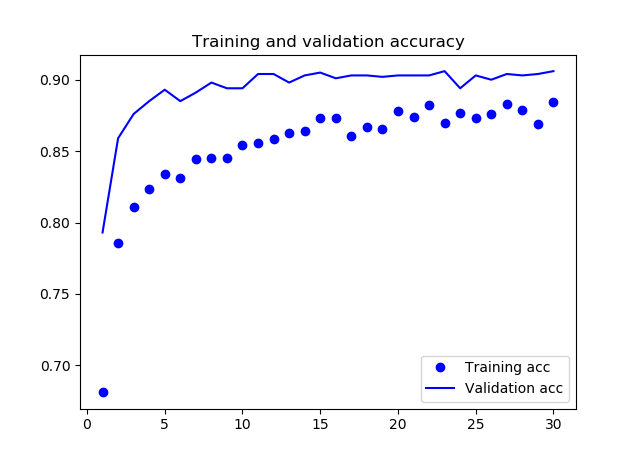 Training and validation accuracy
0.90
0.85
0.80
0.75
0.70
Training acc
Validation acc
0 5 10 15 20 25 30